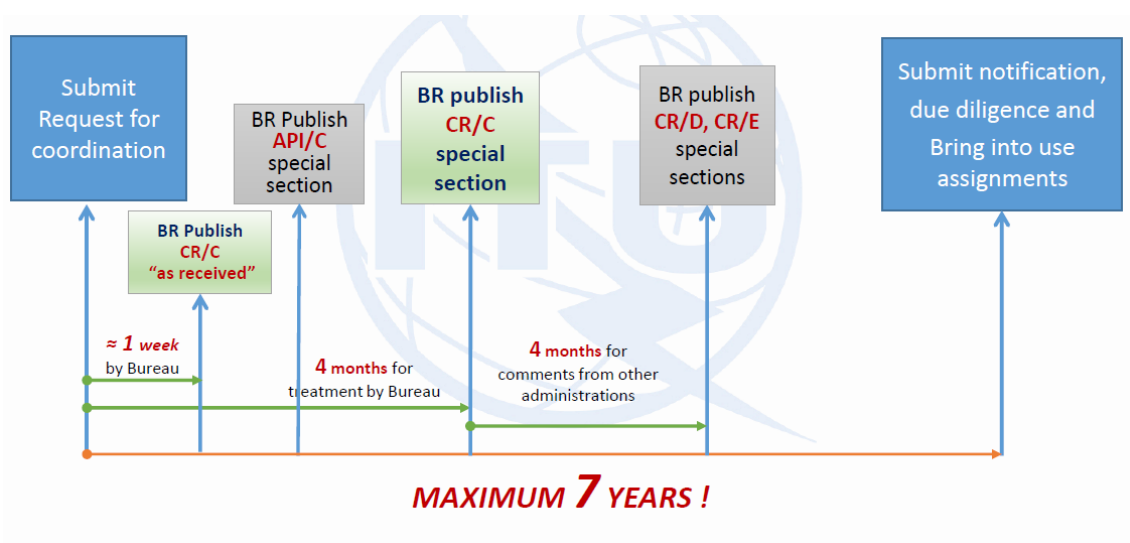 Submit
Request for
coordination
BR Publish
CR/C
"as received"
BR Publish
API/C
special
section
BR publish
CR/C
special
section
BR publish
CR/D, CR/E
special
sections
Submit notification,
due diligence and
Bring into use
assignments
≈ 1 week
by Bureau
4 months for
treatment by Bureau
4 months for
comments from other
administrations
MAXIMUM 7 YEARS !
ITU